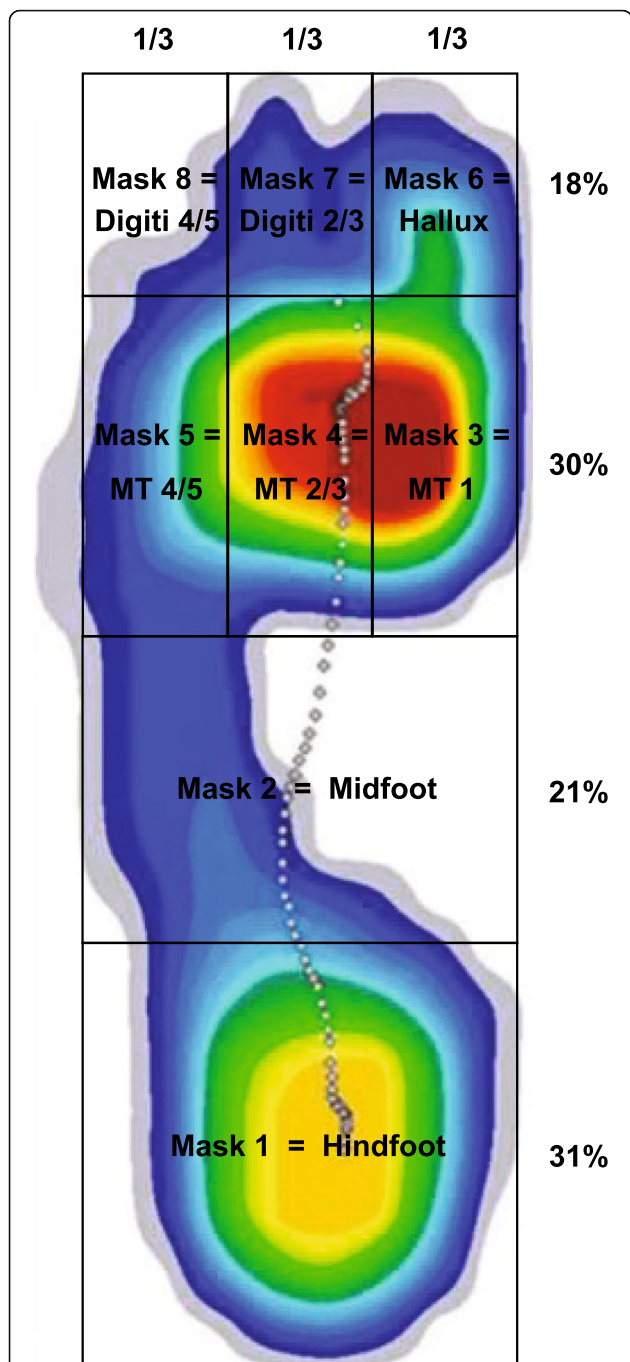 1/3 1/3 1/3
Mask 8 = Mask 7 = Mask 6 =
Digiti 4/5 Digiti 2/3 Hallux
18%
Mask 5 = Mask 4 = Mask 3 =
30%
MT 4/5 MT 2/3 MT 1
Mask 2 = Midfoot 21%
Mask 1 = Hindfoot 31%